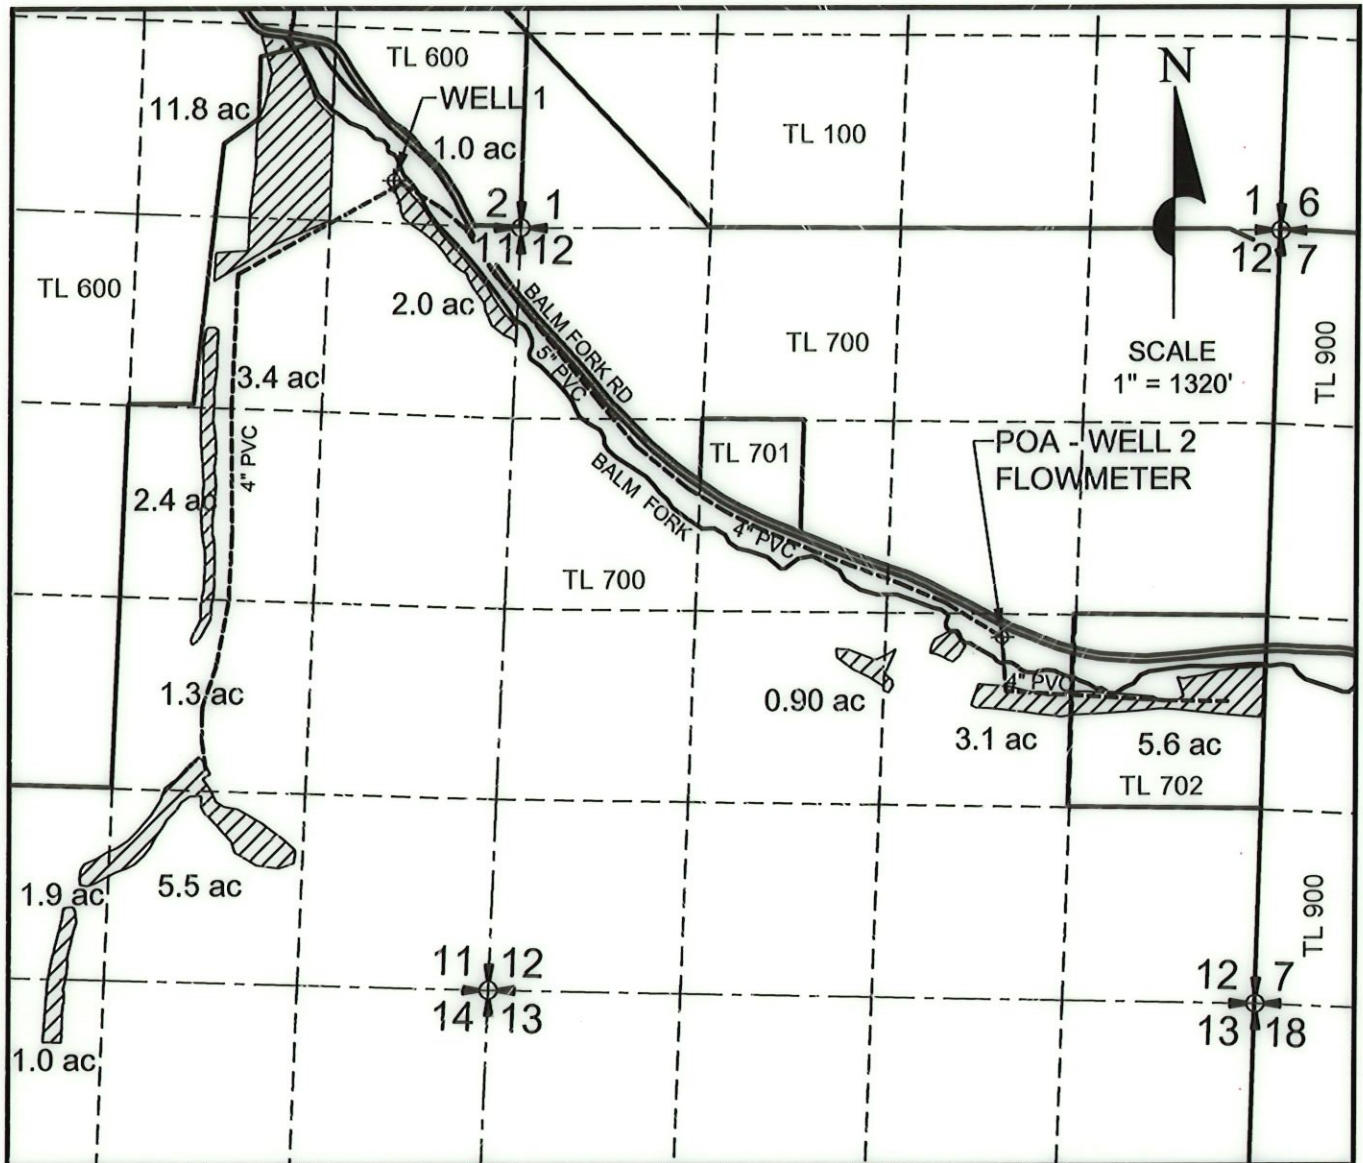 TL 600
WELL 1
11.8 ac
1.0 ac
TL 100
N
2 1
11 12
1 6
12 7
TL 600
2.0 ac
BALM FORK RD
5" PVC
TL 700
SCALE
1" = 1320'
TL 900
3.4 ac
4" PVC
2.4 ac
BALM FORK
TL 701
4" PVC
POA - WELL 2
FLOWMETER
TL 700
1.3 ac
0.90 ac
4" PVC
3.1 ac
5.6 ac
TL 702
1.9 ac
5.5 ac
TL 900
11 12
14 13
12 7
13 18
1.0 ac